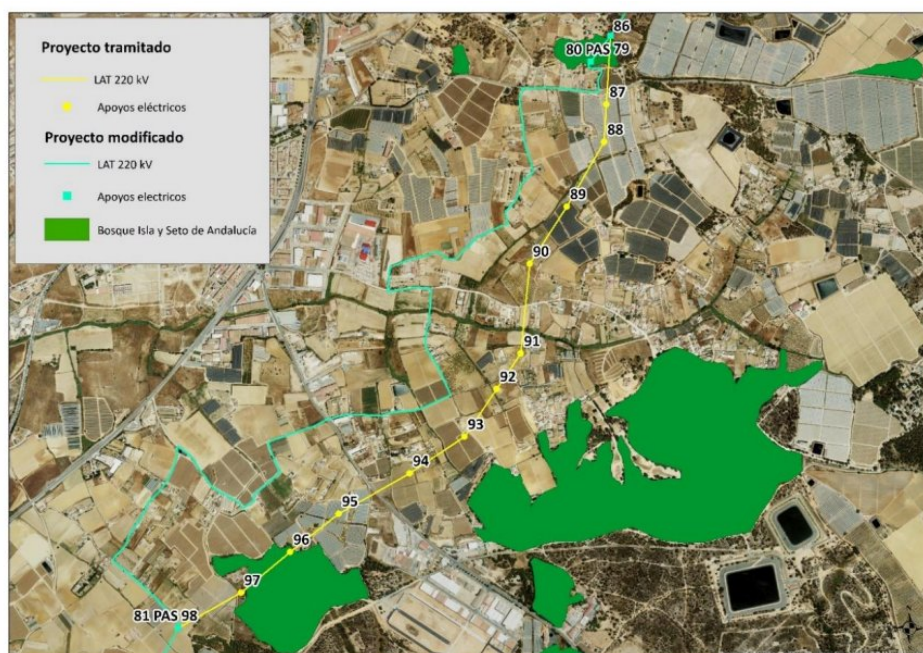 Proyecto tramitado
LAT 220 kV
Apoyos eléctricos
Proyecto modificado
LAT 220 kV
Apoyos electricos
Bosque Isla y Seto de Andalucía
86
80 PAS 79
87
88
89
90
91
92
93
94
95
96
97
81 PAS 98